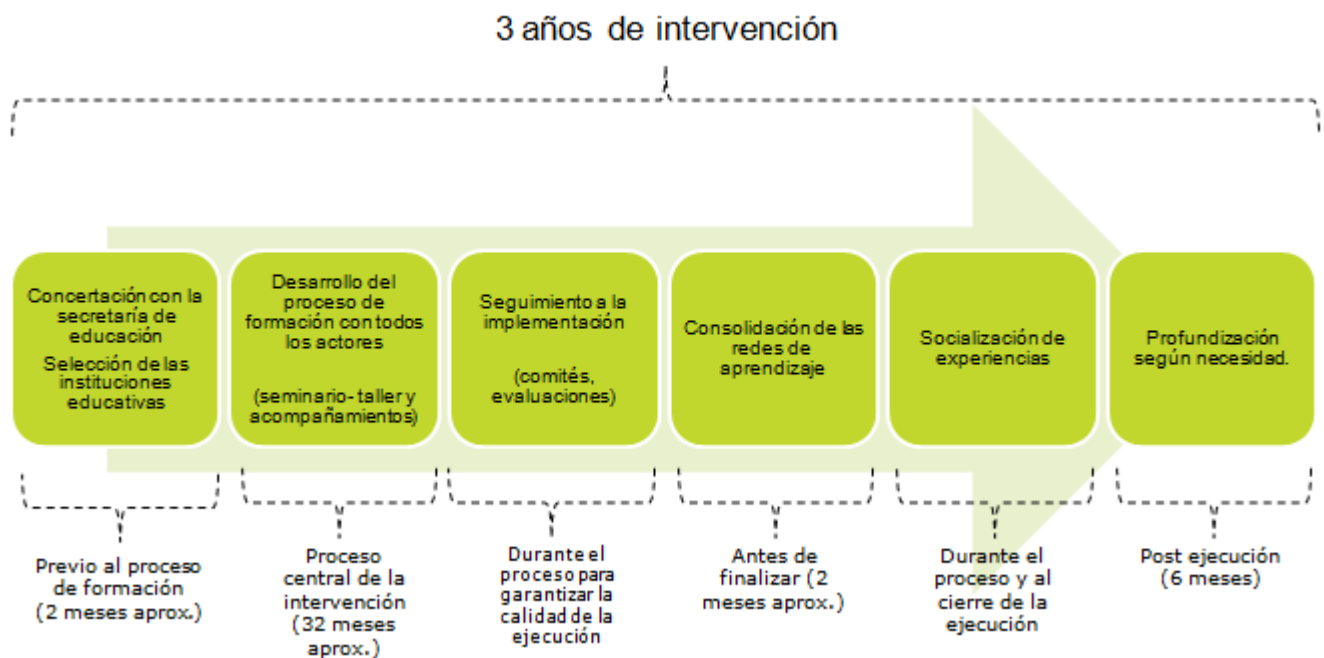 3 años de intervención
Concertación con la
secretaría de
educación
Selección de las
instituciones
educativas
Desarrollo del
proceso de
formación con todos
los actores
(seminario- taller y
acompañamientos)
Seguimiento a la
implementación
(comités,
evaluaciones)
Consolidación de las
redes de
aprendizaje
Socialización de
experiencias
Profundización
según necesidad.
Previo al proceso
de formación
(2 meses aprox.)
Proceso
central de la
intervención
(32 meses
aprox.)
Durante el
proceso para
garantizar la
calidad de la
ejecución
Antes de
finalizar (2
meses aprox.)
Durante el
proceso y al
cierre de la
ejecución
Post ejecución
(6 meses)